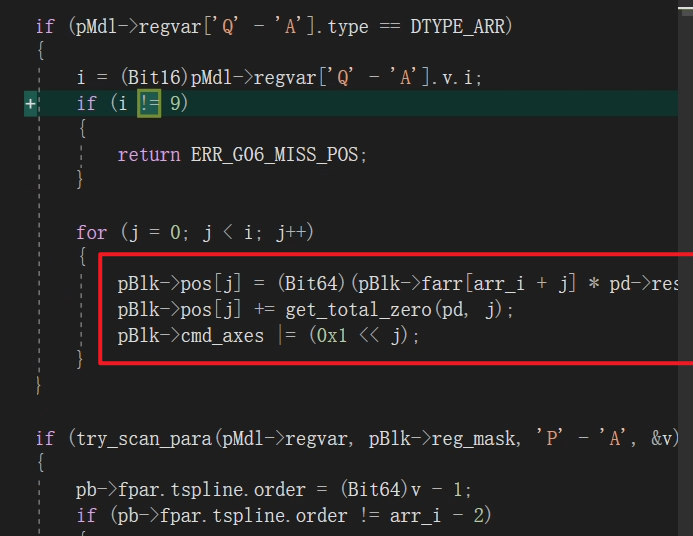 if (pMdl->regvar['Q' - 'A'].type == DTYPE_ARR)
{
i = (Bit16)pMdl->regvar['Q' - 'A'].v.i;
+ if (i != 9)
{
return ERR_G06_MISS_POS;
}
for (j = 0; j < i; j++)
{
pBlk->pos[j] = (Bit64)(pBlk->farr[arr_i + j] * pd->res
pBlk->pos[j] += get_total_zero(pd, j);
pBlk->cmd_axes |= (0x1 << j);
}
}
if (try_scan_para(pMdl->regvar, pBlk->reg_mask, 'P' - 'A', &v)
{
pb->fpar.tspline.order = (Bit64)v - 1;
if (pb->fpar.tspline.order != arr_i - 2)